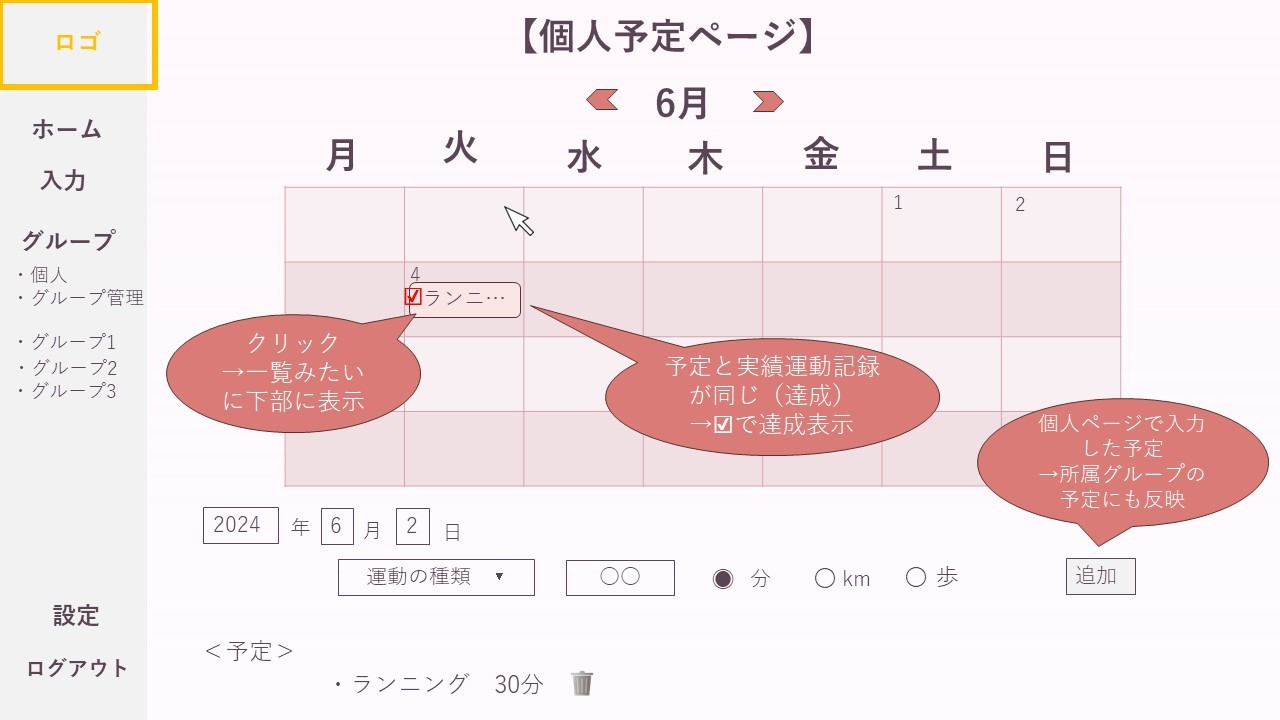 ロゴ
【個人予定ページ】
6月
月 火 水 木 金 土 日
1 2
4
☑ランニ…
ホーム
入力
グループ
・個人
・グループ管理
・グループ1
・グループ2
・グループ3
設定
ログアウト
クリック
→一覧みたい
に下部に表示
予定と実績運動記録
が同じ（達成）
→☑で達成表示
個人ページで入力
した予定
→所属グループの
予定にも反映
2024 年 6 月 2 日
運動の種類 ▼ 〇〇 分 km 歩 追加
＜予定＞
・ランニング 30分